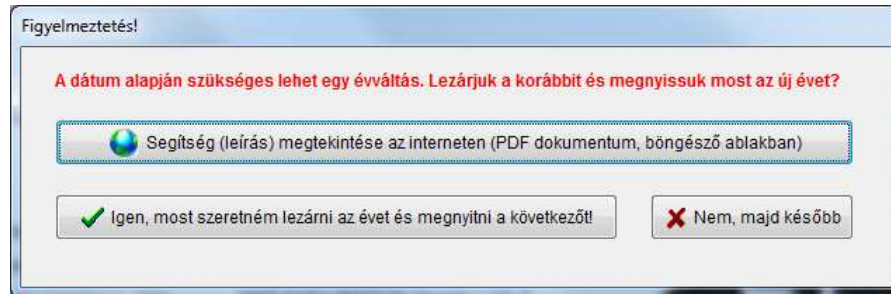 Figyelmeztetés!
A dátum alapján szükséges lehet egy évváltás. Lezárjuk a korábbit és megnyissuk most az új évet?
Segítség (leírás) megtekintése az interneten (PDF dokumentum, böngésző ablakban)
Igen, most szeretném lezárni az évet és megnyitni a következőt!
Nem, majd később